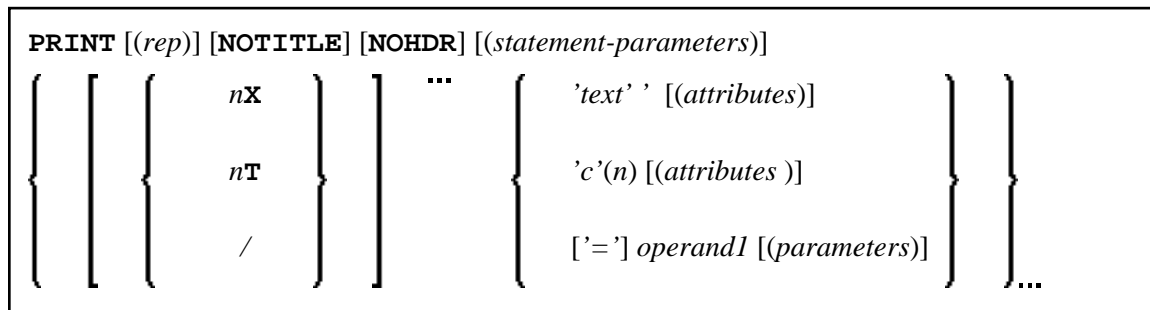 PRINT [(rep)] [NOTITLE] [NOHDR] [(statement-parameters)]
{ [ { nX } ] ... { ’text’ ’ [(attributes)] } }
nT ’c’(n) [(attributes )]
/ [’=’] operand1 [(parameters)] ...